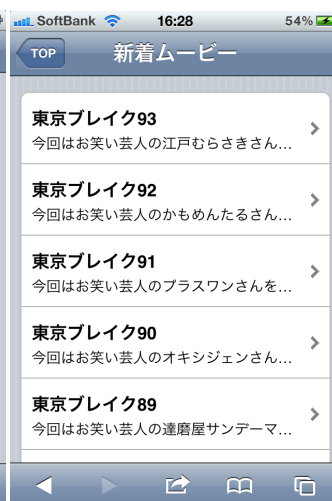 SoftBank 16:28 54%
TOP
新着ムービー
東京ブレイク93
今回はお笑い芸人の江戸むらさきさん...
東京ブレイク92
今回はお笑い芸人のかもめんたるさん...
東京ブレイク91
今回はお笑い芸人のプラスワンさんを...
東京ブレイク90
今回はお笑い芸人のオキシジェンさん...
東京ブレイク89
今回はお笑い芸人の達磨屋サンデーマ...